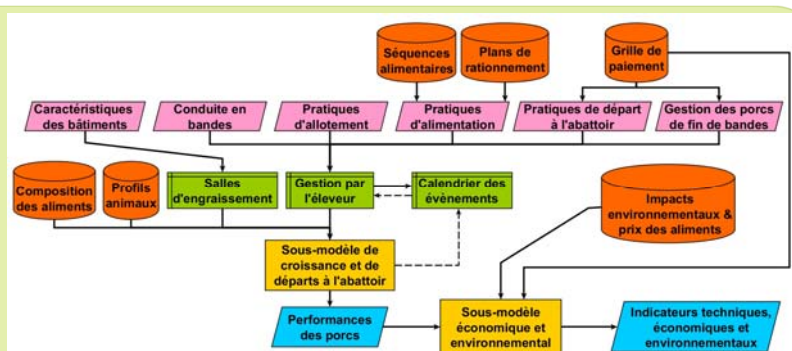 Séquences
alimentaires
Plans de
rationnement
Grille de
paiement
Caractéristiques
des bâtiments
Conduite en
bandes
Pratiques
d'allotement
Pratiques
d'alimentation
Pratiques de départ
à l'abattoir
Gestion des porcs
de fin de bandes
Composition
des aliments
Profils
animaux
Salles
d'engraissement
Gestion par
l'éleveur
Calendrier des
évènements
Impacts
environnementaux &
prix des aliments
Sous-modèle de
croissance et de
départs à l'abattoir
Performances
des porcs
Sous-modèle
économique et
environnemental
Indicateurs techniques,
économiques et
environnementaux